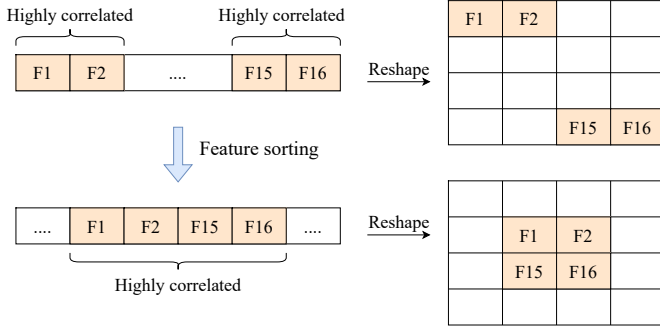 Highly correlated
Highly correlated
F1 F2 .... F15 F16
Reshape
F1 F2
F15 F16
Feature sorting
.... F1 F2 F15 F16 ....
Highly correlated
Reshape
F1 F2
F15 F16